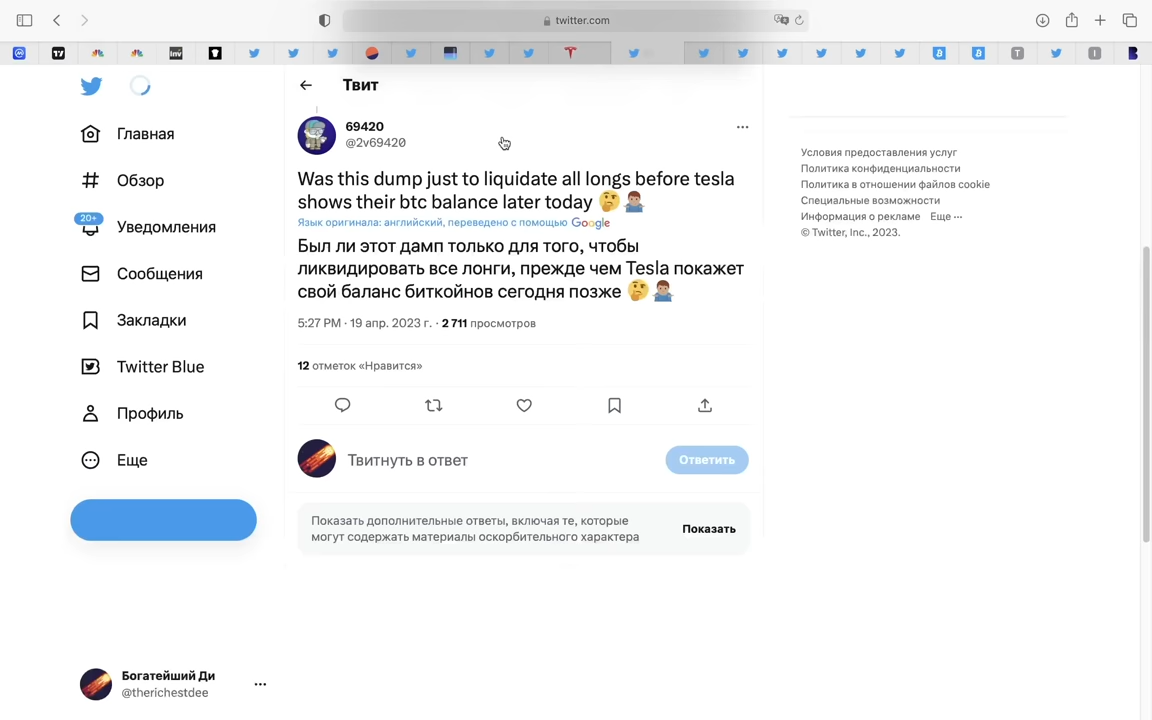 twitter.com
Твит
Главная
Обзор
20+
Уведомления
Сообщения
Закладки
Twitter Blue
Профиль
Еще
69420
@2v69420
Was this dump just to liquidate all longs before tesla
shows their btc balance later today 🤔🤷🏽‍♂️
Язык оригинала: английский, переведено с помощью Google
Был ли этот дамп только для того, чтобы
ликвидировать все лонги, прежде чем Tesla покажет
свой баланс биткойнов сегодня позже 🤔🤷🏽‍♂️
5:27 PM · 19 апр. 2023 г. · 2 711 просмотров
12 отметок «Нравится»
Твитнуть в ответ
Ответить
Показать дополнительные ответы, включая те, которые
могут содержать материалы оскорбительного характера
Показать
Условия предоставления услуг
Политика конфиденциальности
Политика в отношении файлов cookie
Специальные возможности
Информация о рекламе Еще ···
© Twitter, Inc., 2023.
Богатейший Ди
@therichestdee